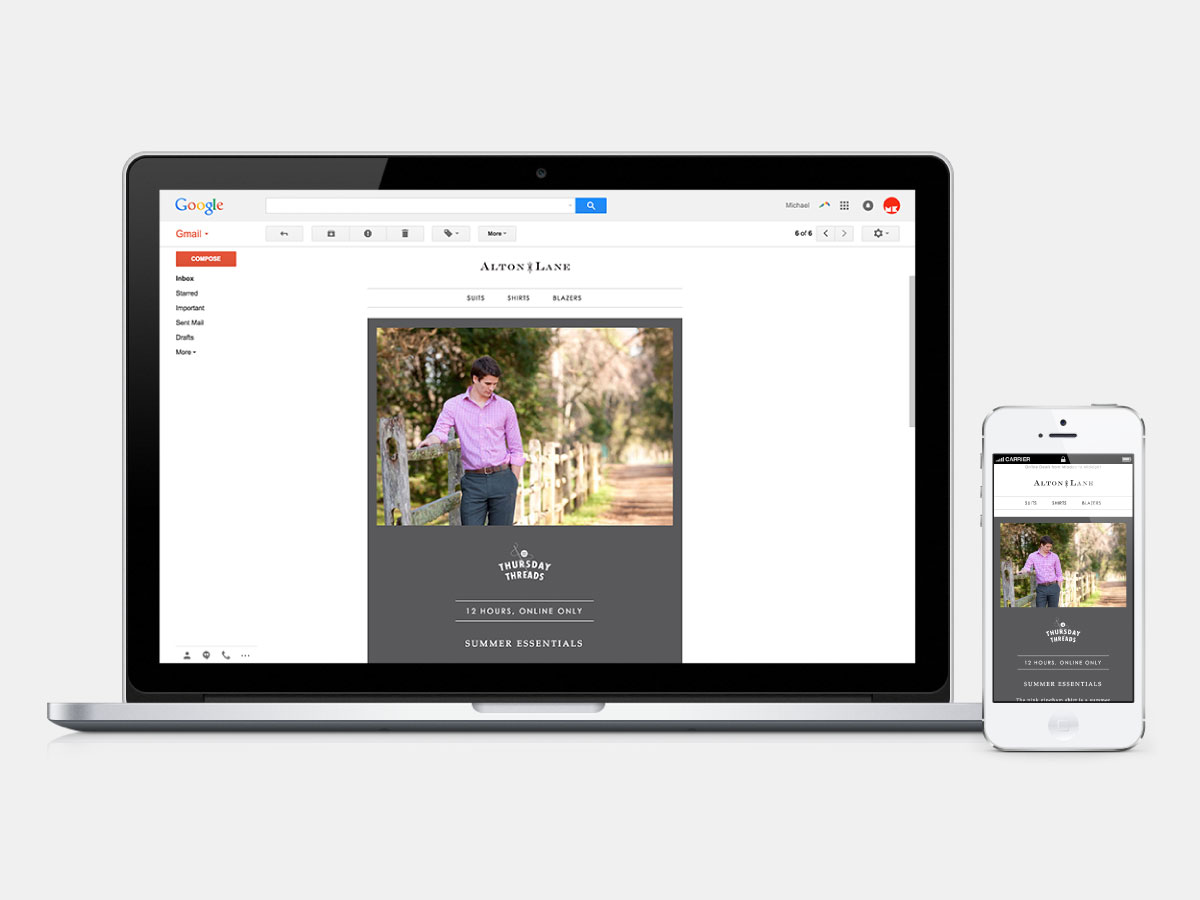 Google
Michael
Gmail
More
6 of 6
COMPOSE
Inbox
Starred
Important
Sent Mail
Drafts
More
ALTON LANE
SUITS SHIRTS BLAZERS
&
THURSDAY
THREADS
12 HOURS, ONLINE ONLY
SUMMER ESSENTIALS
CARRIER
ALTON LANE
SUITS SHIRTS BLAZERS
&
THURSDAY
THREADS
12 HOURS, ONLINE ONLY
SUMMER ESSENTIALS
The pink gingham shirt is a summer